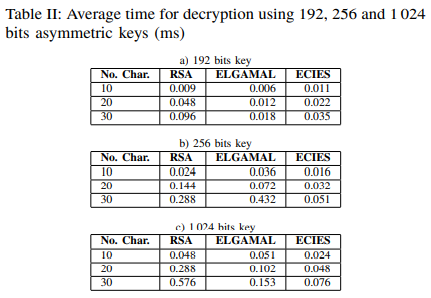 Table II: Average time for decryption using 192, 256 and 1 024
bits asymmetric keys (ms)
a) 192 bits key
No. Char. RSA ELGAMAL ECIES
10 0.009 0.006 0.011
20 0.048 0.012 0.022
30 0.096 0.018 0.035
b) 256 bits key
No. Char. RSA ELGAMAL ECIES
10 0.024 0.036 0.016
20 0.144 0.072 0.032
30 0.288 0.432 0.051
c) 1 024 bits key
No. Char. RSA ELGAMAL ECIES
10 0.048 0.051 0.024
20 0.288 0.102 0.048
30 0.576 0.153 0.076